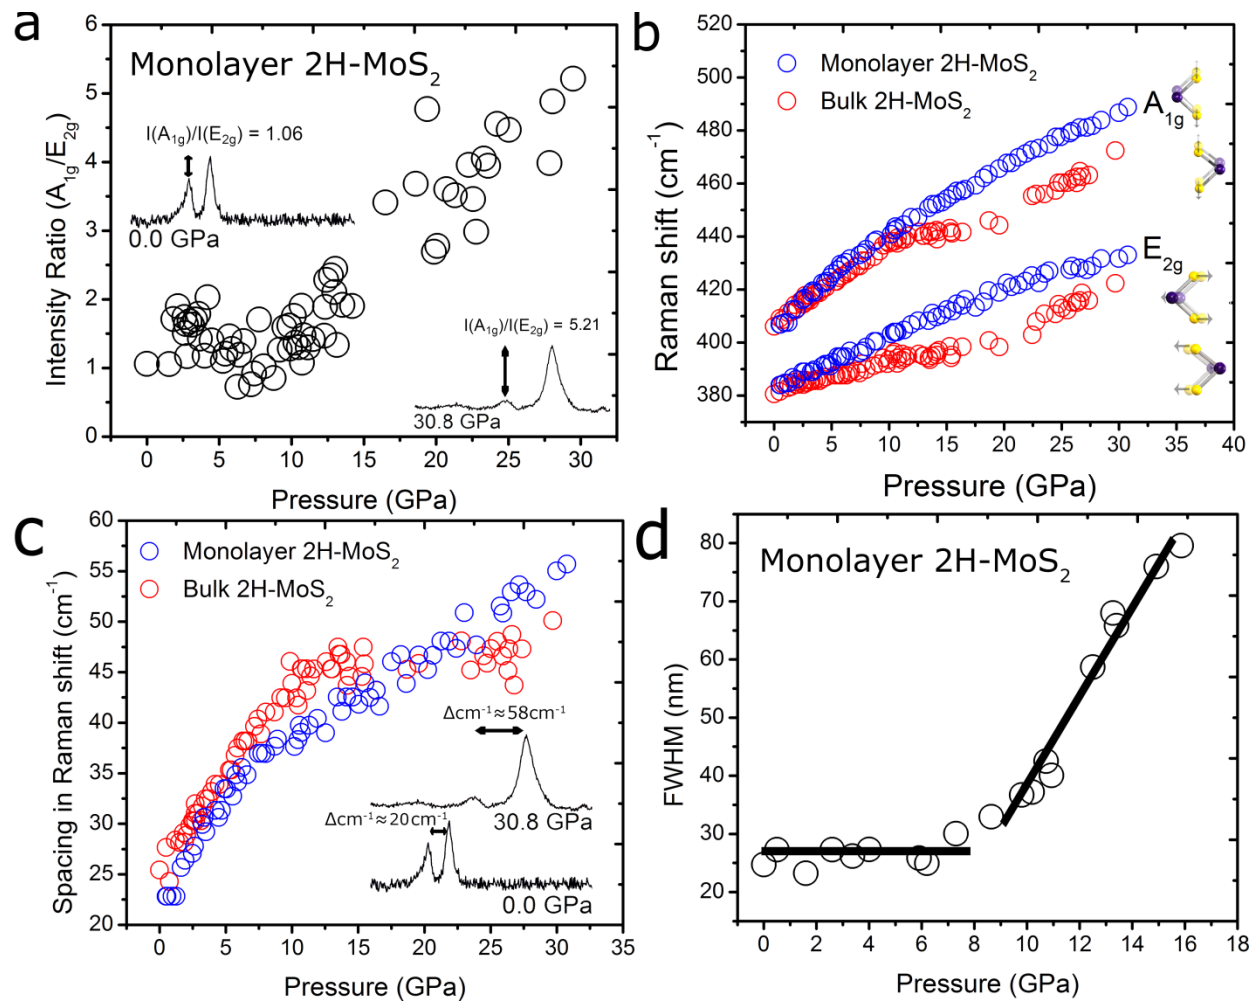 a
Monolayer 2H-MoS₂
I(A₁g)/I(E₂g) = 1.06
0.0 GPa
I(A₁g)/I(E₂g) = 5.21
30.8 GPa
Intensity Ratio (A₁g/E₂g)
6
5
4
3
2
1
0
0 5 10 15 20 25 30
Pressure (GPa)
b
Monolayer 2H-MoS₂
Bulk 2H-MoS₂
A₁g
E₂g
Raman shift (cm⁻¹)
520
500
480
460
440
420
400
380
0 5 10 15 20 25 30 35 40
Pressure (GPa)
c
Monolayer 2H-MoS₂
Bulk 2H-MoS₂
Δcm⁻¹≈58cm⁻¹
30.8 GPa
Δcm⁻¹≈20cm⁻¹
0.0 GPa
Spacing in Raman shift (cm⁻¹)
60
55
50
45
40
35
30
25
20
0 5 10 15 20 25 30 35
Pressure (GPa)
d
Monolayer 2H-MoS₂
FWHM (nm)
80
70
60
50
40
30
20
0 2 4 6 8 10 12 14 16 18
Pressure (GPa)